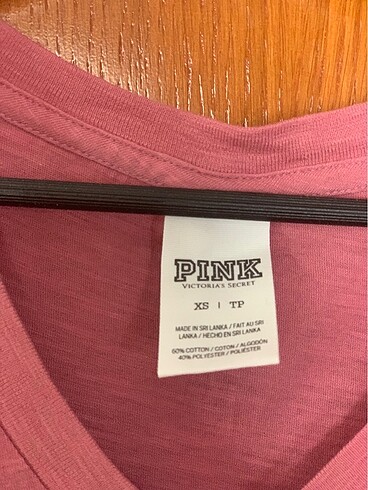 PINK
VICTORIA'S SECRET
XS | TP
MADE IN SRI LANKA / FAIT AU SRI
LANKA / HECHO EN SRI LANKA
60% COTTON / COTON / ALGODÓN
40% POLYESTER / POLIÉSTER